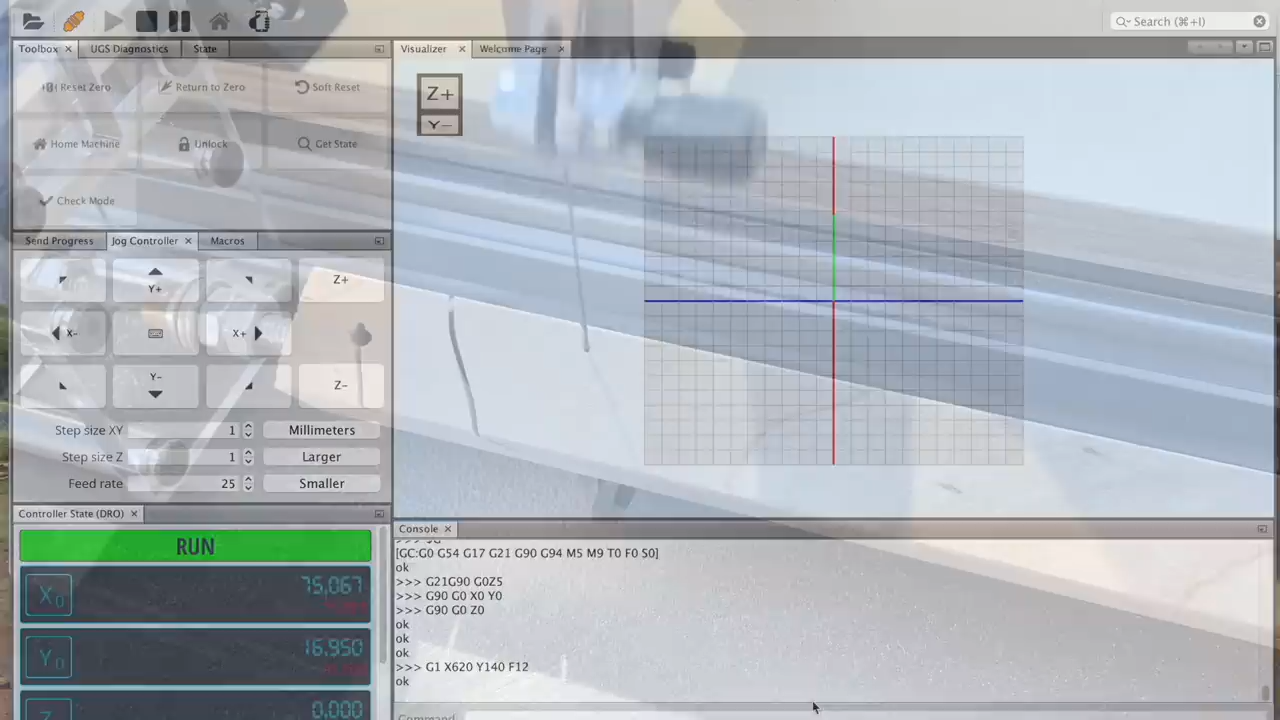 Search (⌘+I)
Toolbox UGS Diagnostics State
Reset Zero Return to Zero Soft Reset
Home Machine Unlock Get State
Check Mode
Send Progress Jog Controller Macros
Y+ Z+
X- X+
Y- Z-
Step size XY 1 Millimeters
Step size Z 1 Larger
Feed rate 25 Smaller
Controller State (DRO)
RUN
X0 75,067
Y0 16,950
Z 0,000
Visualizer Welcome Page
Z+
Y-
Console
[GC:G0 G54 G17 G21 G90 G94 M5 M9 T0 F0 S0]
ok
>>> G21G90 G0Z5
>>> G90 G0 X0 Y0
>>> G90 G0 Z0
ok
ok
ok
>>> G1 X620 Y140 F12
ok
Command